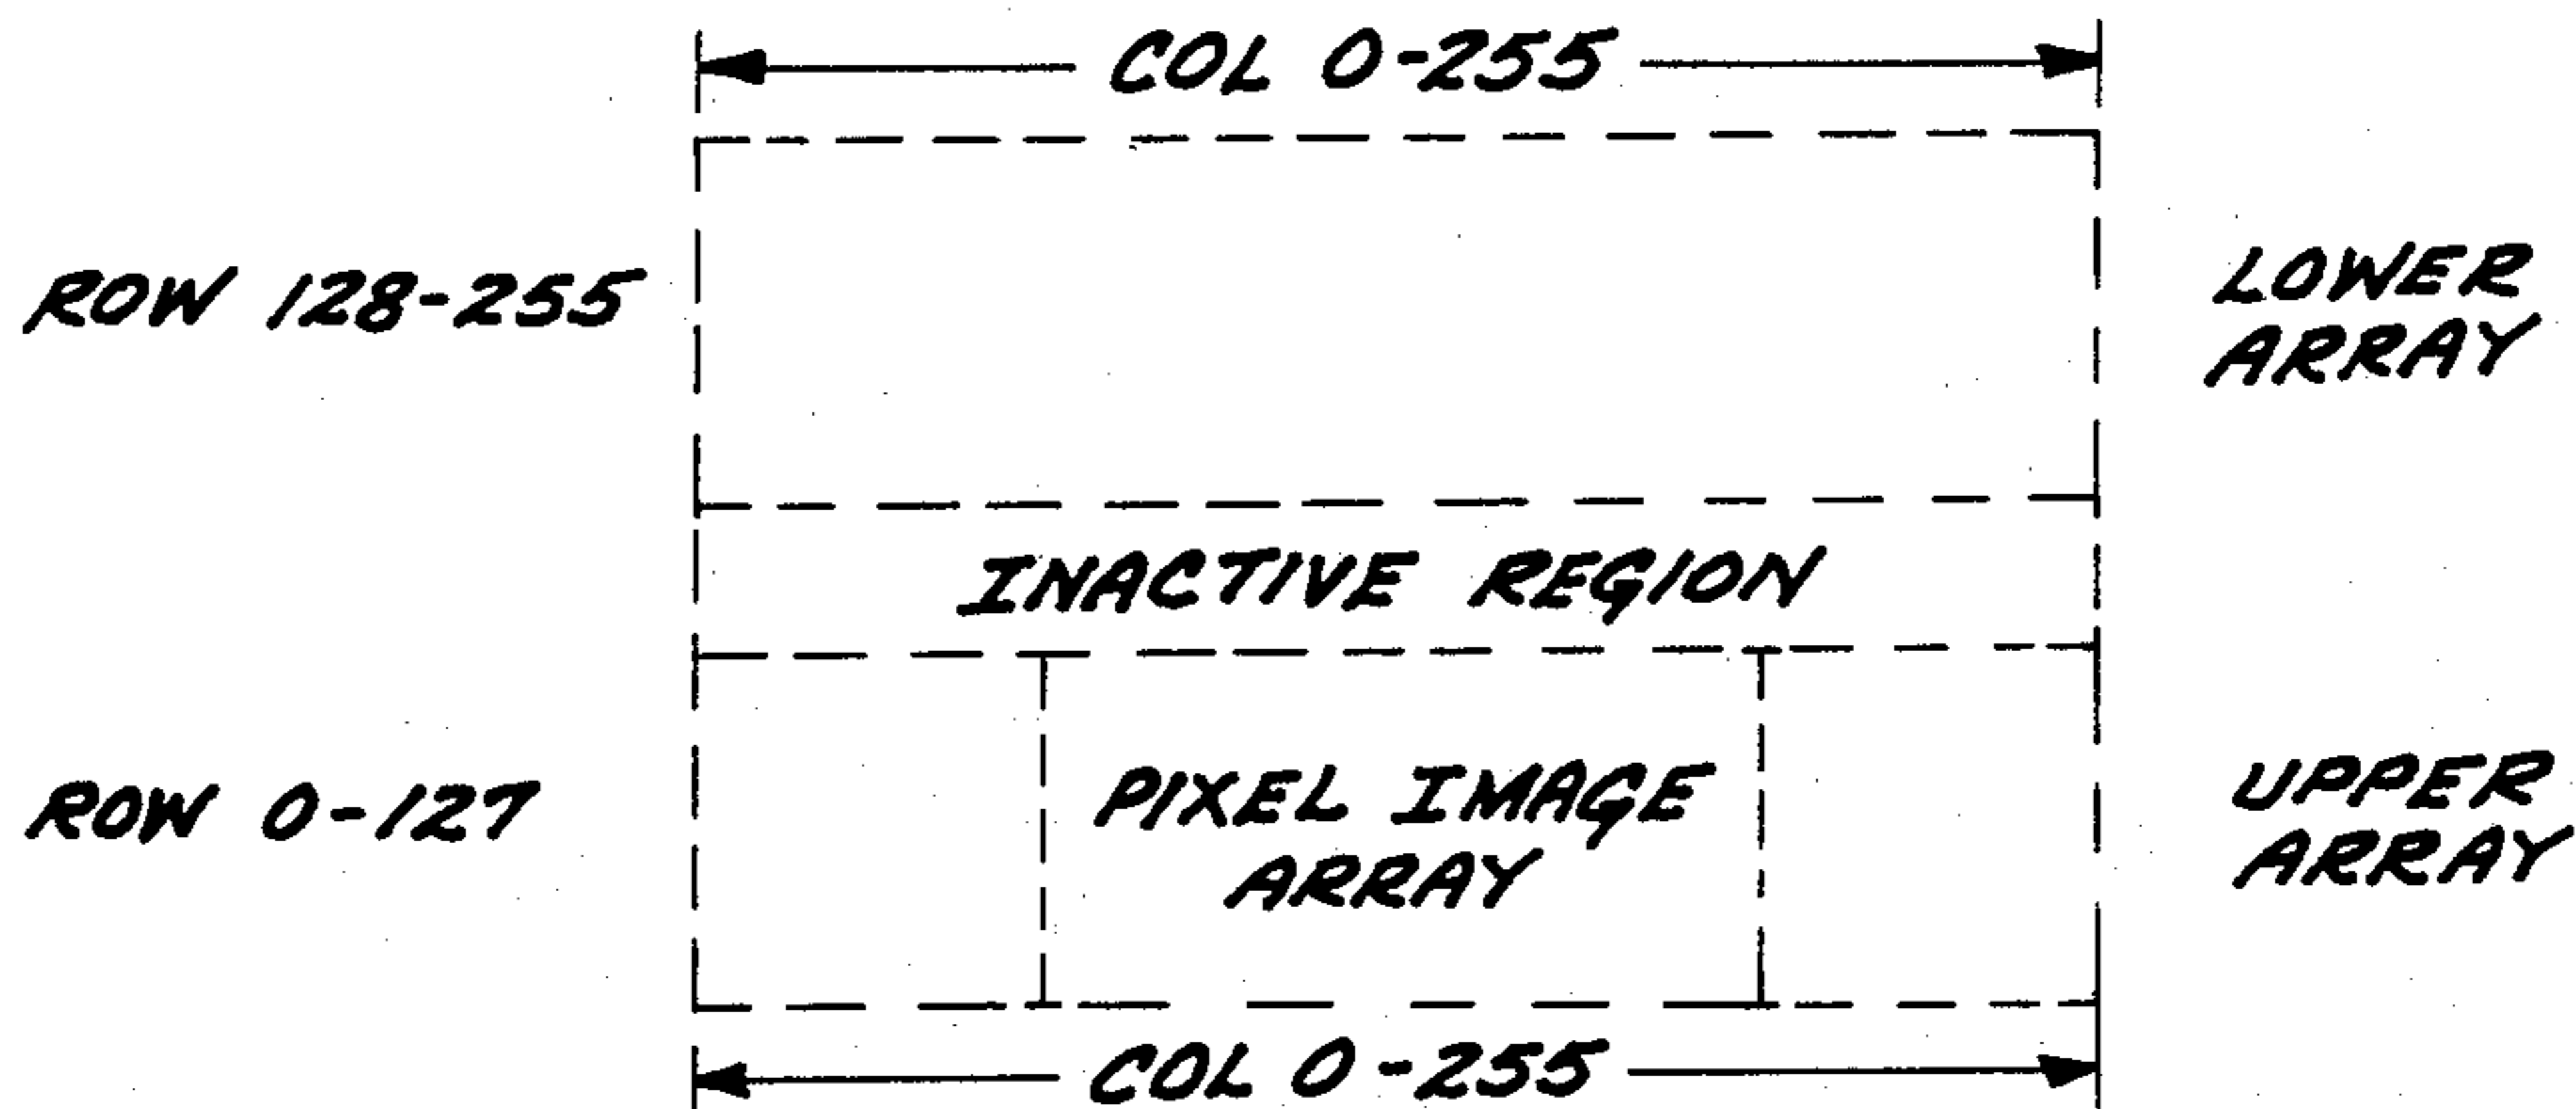 COL 0-255
ROW 128-255
LOWER
ARRAY
INACTIVE REGION
ROW 0-127
PIXEL IMAGE
ARRAY
UPPER
ARRAY
COL 0-255